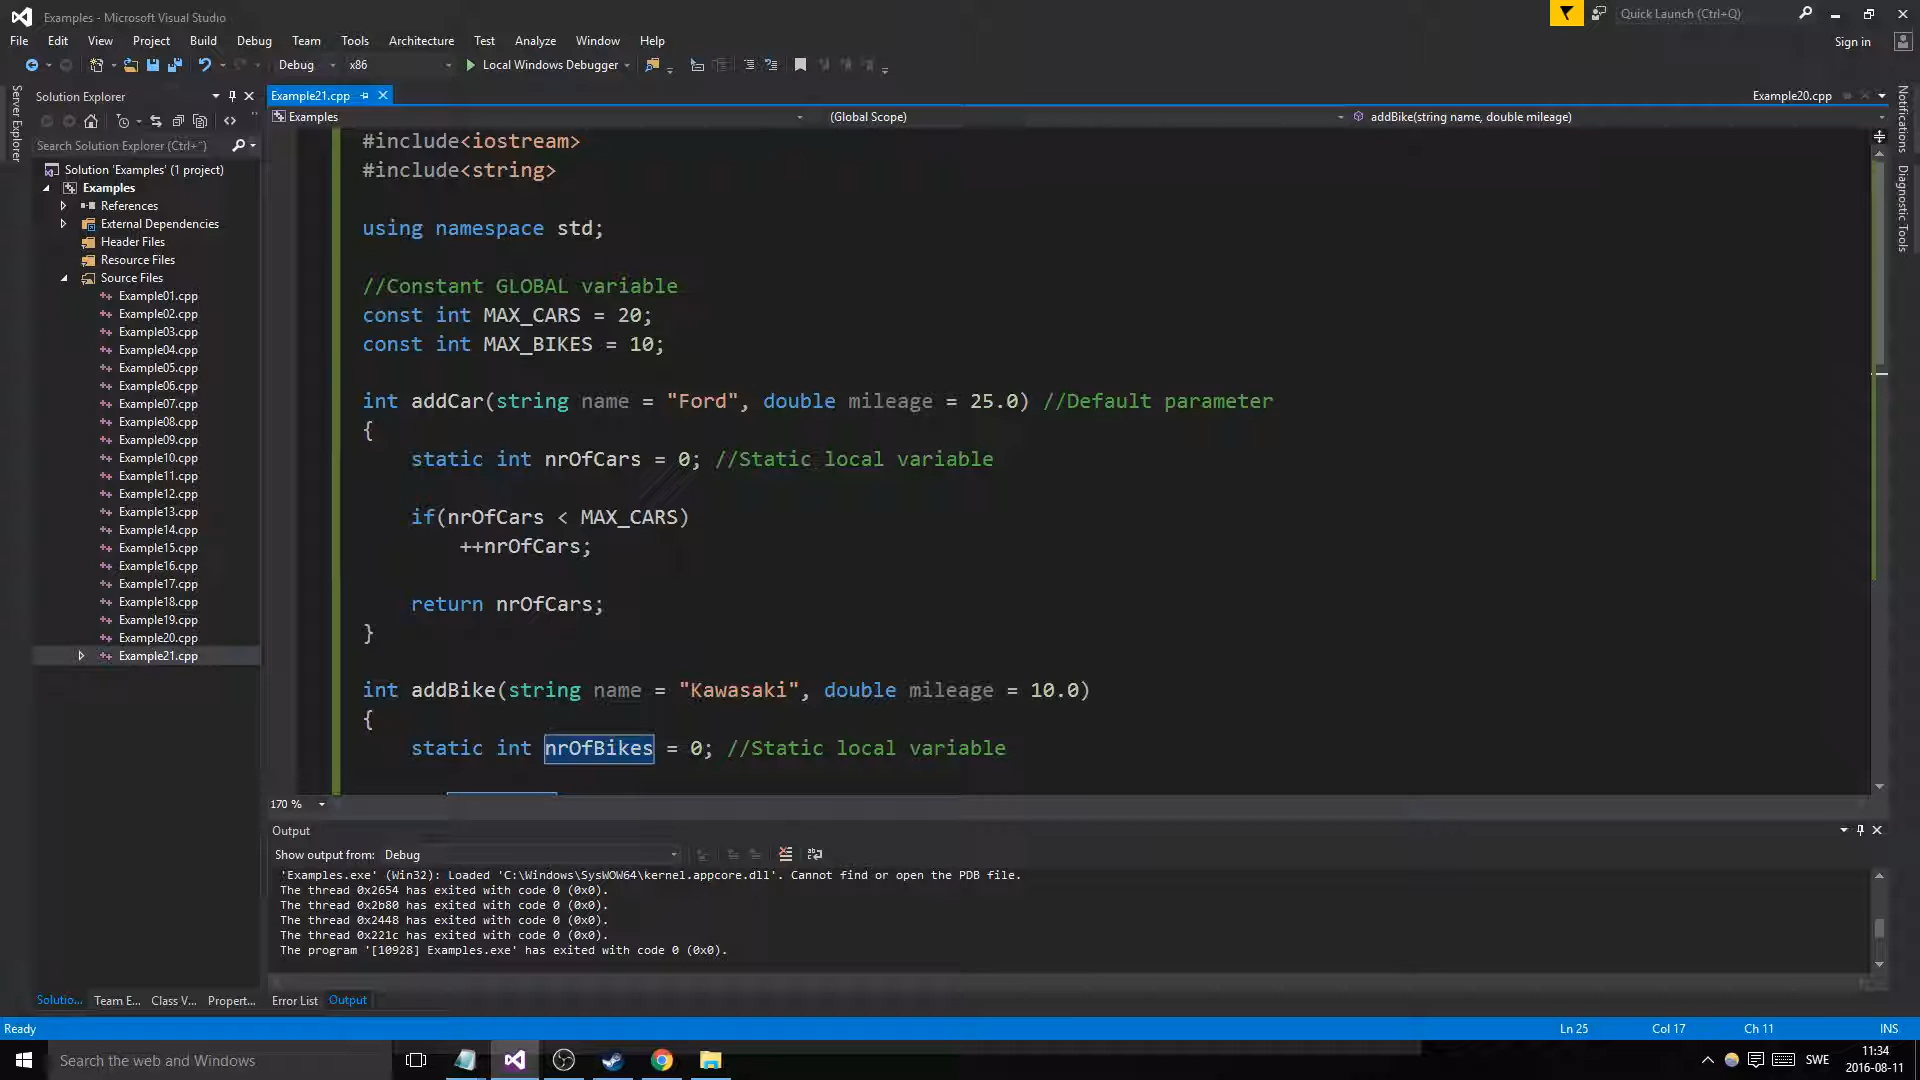 Examples - Microsoft Visual Studio
Quick Launch (Ctrl+Q)
File Edit View Project Build Debug Team Tools Architecture Test Analyze Window Help
Sign in
Debug x86 Local Windows Debugger
Server Explorer
Solution Explorer
Search Solution Explorer (Ctrl+¨)
Solution 'Examples' (1 project)
Examples
References
External Dependencies
Header Files
Resource Files
Source Files
Example01.cpp
Example02.cpp
Example03.cpp
Example04.cpp
Example05.cpp
Example06.cpp
Example07.cpp
Example08.cpp
Example09.cpp
Example10.cpp
Example11.cpp
Example12.cpp
Example13.cpp
Example14.cpp
Example15.cpp
Example16.cpp
Example17.cpp
Example18.cpp
Example19.cpp
Example20.cpp
Example21.cpp
Soluti... Team E... Class V... Propert...
Example21.cpp
Example20.cpp
Examples (Global Scope) addBike(string name, double mileage)
#include<iostream>
#include<string>
using namespace std;
//Constant GLOBAL variable
const int MAX_CARS = 20;
const int MAX_BIKES = 10;
int addCar(string name = "Ford", double mileage = 25.0) //Default parameter
{
static int nrOfCars = 0; //Static local variable
if(nrOfCars < MAX_CARS)
++nrOfCars;
return nrOfCars;
}
int addBike(string name = "Kawasaki", double mileage = 10.0)
{
static int nrOfBikes = 0; //Static local variable
170 %
Output
Show output from: Debug
'Examples.exe' (Win32): Loaded 'C:\Windows\SysWOW64\kernel.appcore.dll'. Cannot find or open the PDB file.
The thread 0x2654 has exited with code 0 (0x0).
The thread 0x2b80 has exited with code 0 (0x0).
The thread 0x2448 has exited with code 0 (0x0).
The thread 0x221c has exited with code 0 (0x0).
The program '[10928] Examples.exe' has exited with code 0 (0x0).
Error List Output
Notifications
Diagnostic Tools
Ready Ln 25 Col 17 Ch 11 INS
Search the web and Windows
SWE
11:34
2016-08-11